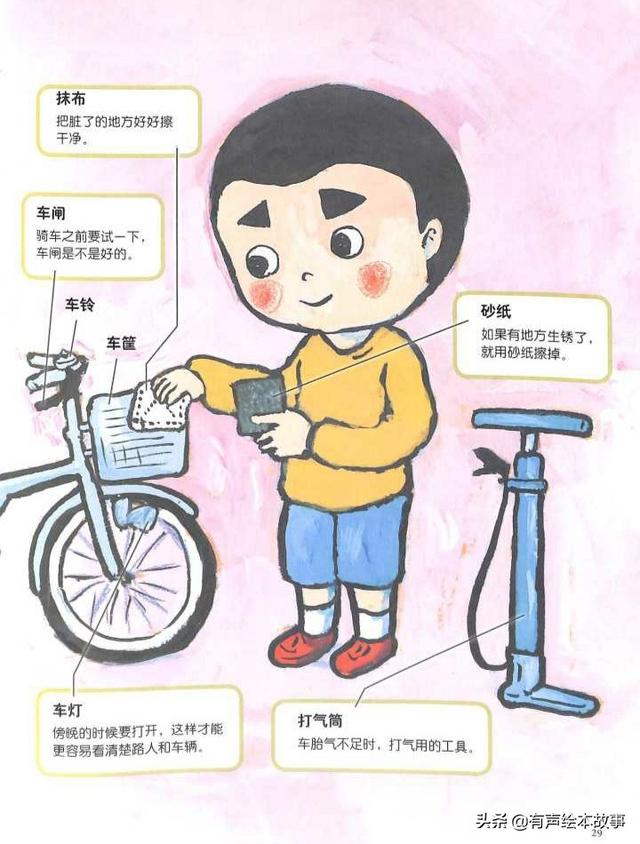 抹布
把脏了的地方好好擦
干净。
车闸
骑车之前要试一下，
车闸是不是好的。
车铃
车筐
砂纸
如果有地方生锈了，
就用砂纸擦掉。
车灯
傍晚的时候要打开，这样才能
更容易看清楚路人和车辆。
打气筒
车胎气不足时，打气用的工具。
29
头条 @有声绘本故事